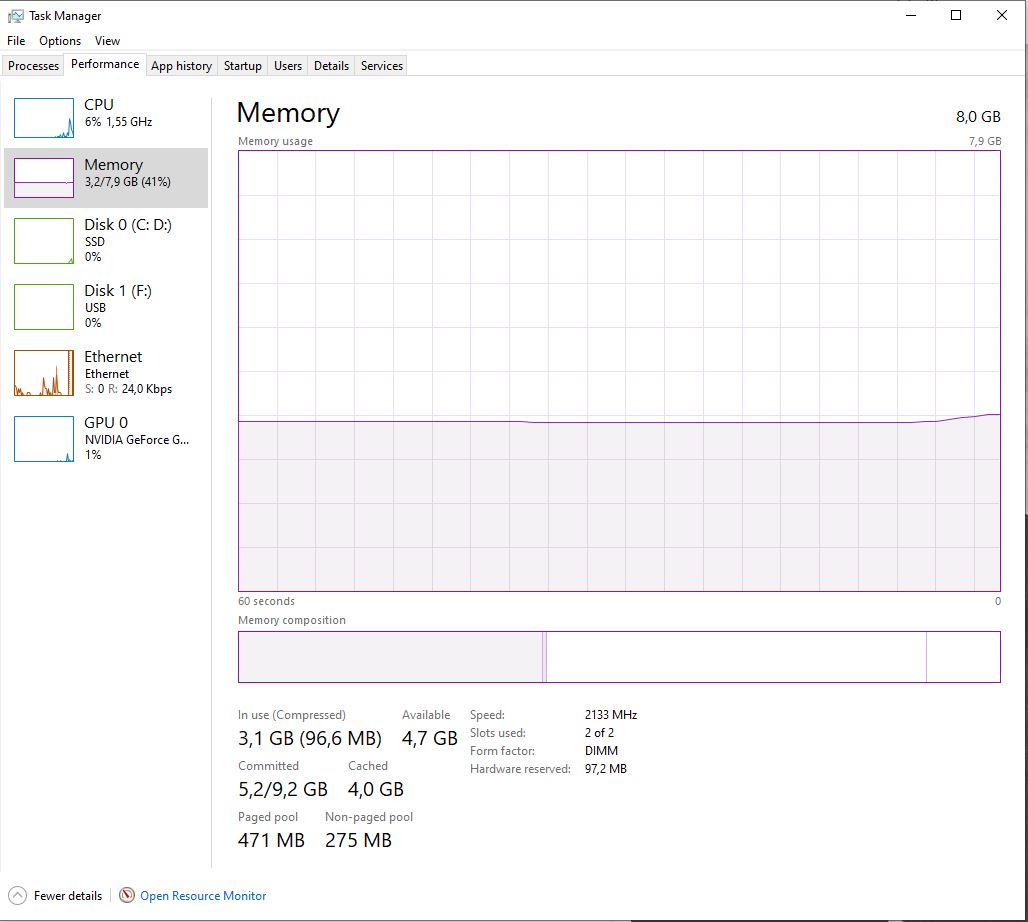 Task Manager
File Options View
Processes Performance App history Startup Users Details Services
CPU
6% 1,55 GHz
Memory
3,2/7,9 GB (41%)
Disk 0 (C: D:)
SSD
0%
Disk 1 (F:)
USB
0%
Ethernet
Ethernet
S: 0 R: 24,0 Kbps
GPU 0
NVIDIA GeForce G...
1%
Memory 8,0 GB
Memory usage 7,9 GB
60 seconds 0
Memory composition
In use (Compressed) Available
3,1 GB (96,6 MB) 4,7 GB
Committed Cached
5,2/9,2 GB 4,0 GB
Paged pool Non-paged pool
471 MB 275 MB
Speed: 2133 MHz
Slots used: 2 of 2
Form factor: DIMM
Hardware reserved: 97,2 MB
Fewer details Open Resource Monitor